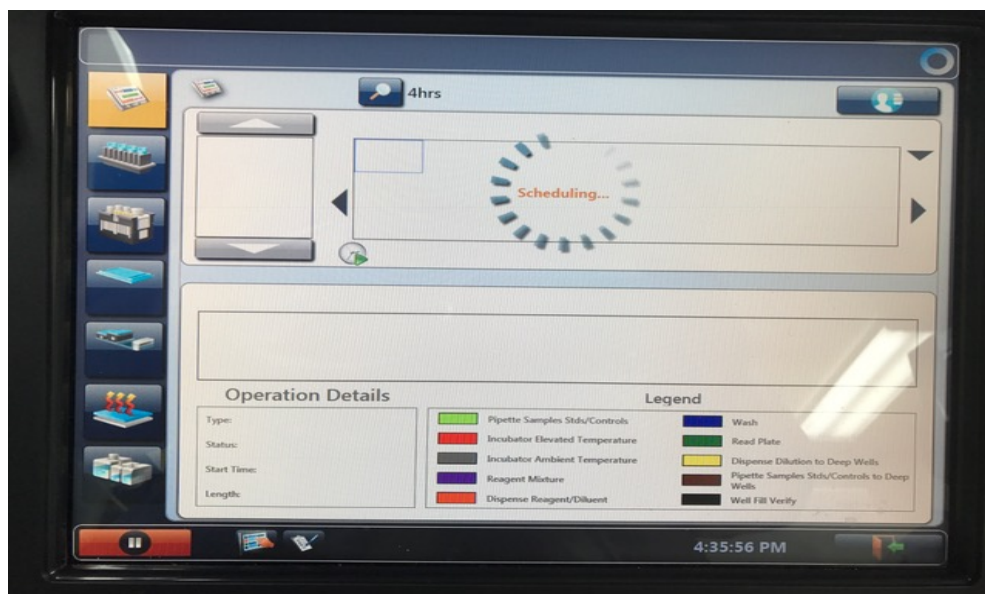 4hrs
Scheduling...
Operation Details
Type:
Status:
Start Time:
Length:
Legend
Pipette Samples Stds/Controls
Incubator Elevated Temperature
Incubator Ambient Temperature
Reagent Mixture
Dispense Reagent/Diluent
Wash
Read Plate
Dispense Dilution to Deep Wells
Pipette Samples Stds/Controls to Deep
Wells
Well Fill Verify
4:35:56 PM